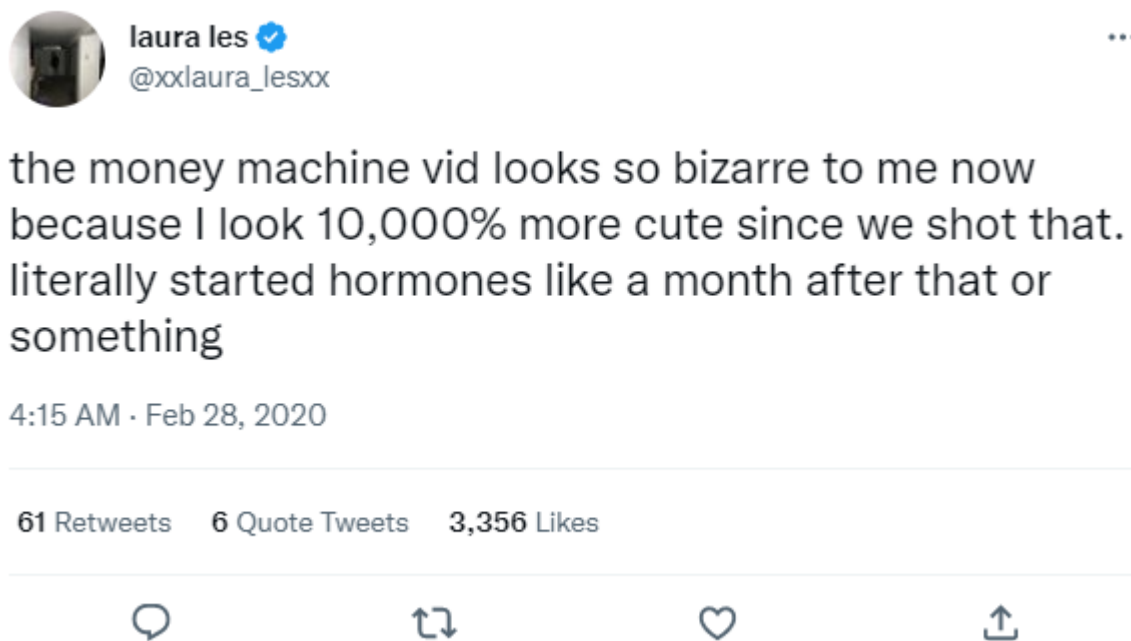 laura les
@xxlaura_lesxx
the money machine vid looks so bizarre to me now
because I look 10,000% more cute since we shot that.
literally started hormones like a month after that or
something
4:15 AM · Feb 28, 2020
61 Retweets 6 Quote Tweets 3,356 Likes